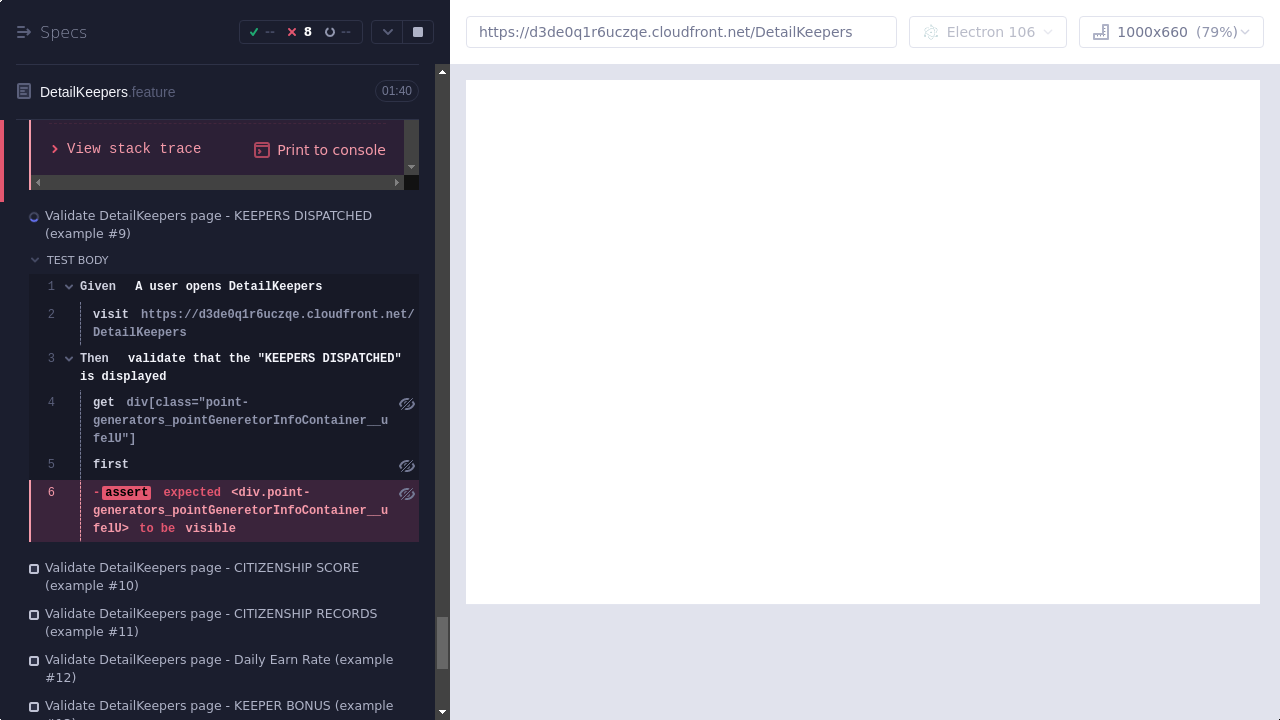 Specs
-- 8 --
https://d3de0q1r6uczqe.cloudfront.net/DetailKeepers
Electron 106
1000x660 (79%)
DetailKeepers.feature
01:40
View stack trace
Print to console
Validate DetailKeepers page - KEEPERS DISPATCHED
(example #9)
TEST BODY
1 Given A user opens DetailKeepers
2 visit https://d3de0q1r6uczqe.cloudfront.net/
DetailKeepers
3 Then validate that the "KEEPERS DISPATCHED"
is displayed
4 get div[class="point-
generators_pointGeneretorInfoContainer__u
felU"]
5 first
6 -assert expected <div.point-
generators_pointGeneretorInfoContainer__u
felU> to be visible
Validate DetailKeepers page - CITIZENSHIP SCORE
(example #10)
Validate DetailKeepers page - CITIZENSHIP RECORDS
(example #11)
Validate DetailKeepers page - Daily Earn Rate (example
#12)
Validate DetailKeepers page - KEEPER BONUS (example